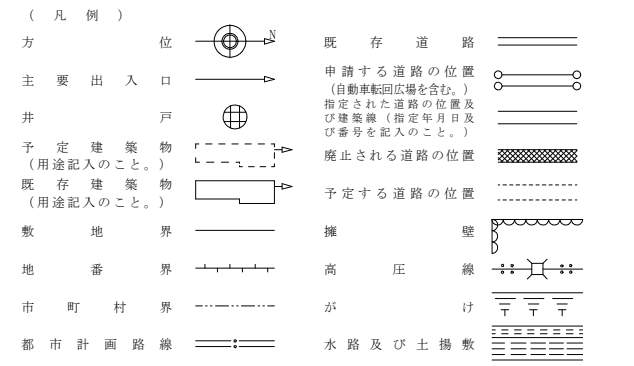 （凡例）
方位
N
主要出入口
井戸
予定建築物
（用途記入のこと。）
既存建築物
（用途記入のこと。）
敷地界
地番界
市町村界
都市計画路線
既存道路
申請する道路の位置
（自動車転回広場を含む。）
指定された道路の位置及
び建築線（指定年月日及
び番号を記入のこと。）
廃止される道路の位置
予定する道路の位置
擁壁
高圧線
がけ
水路及び土揚敷